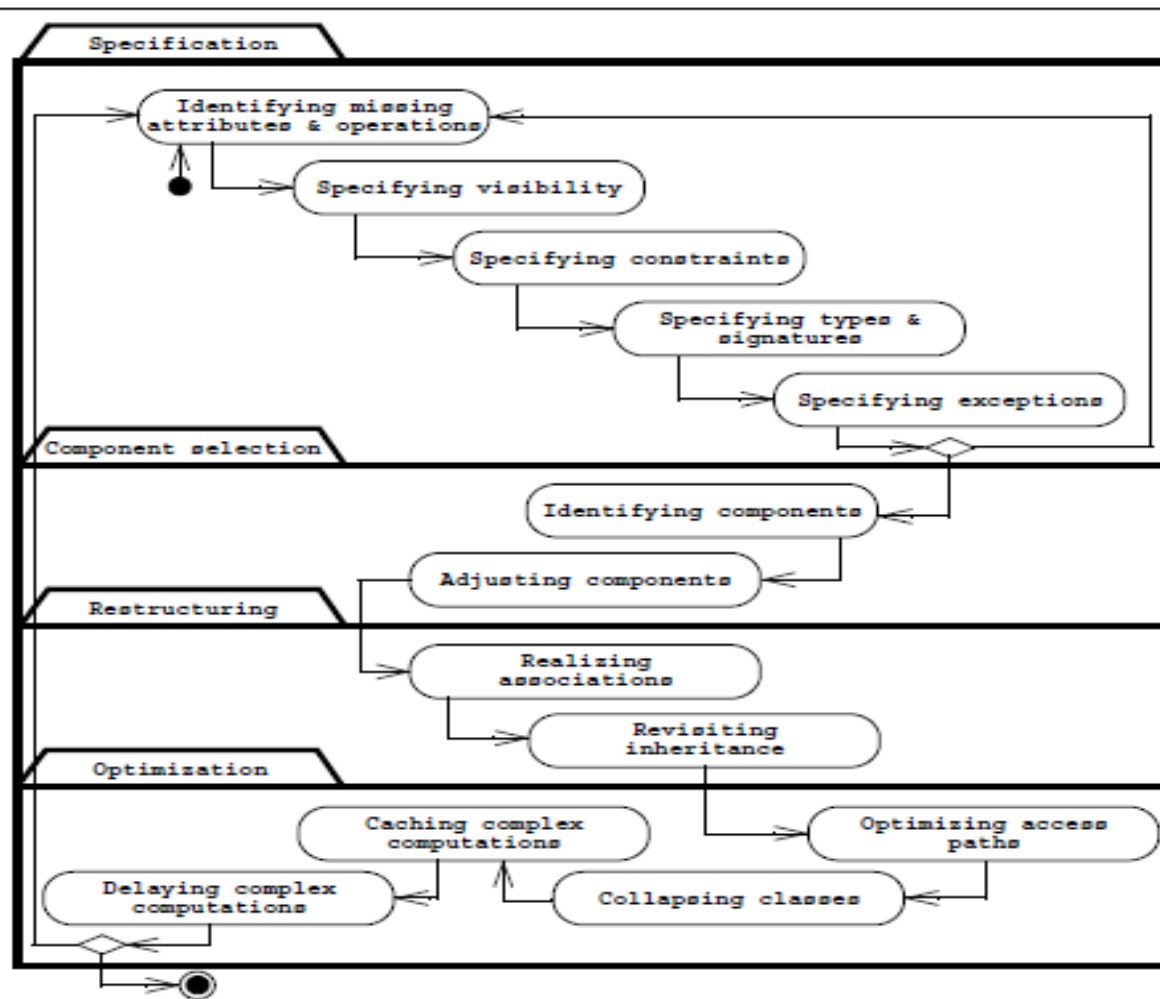 Specification
Identifying missing
attributes & operations
Specifying visibility
Specifying constraints
Specifying types &
signatures
Specifying exceptions
Component selection
Identifying components
Adjusting components
Restructuring
Realizing
associations
Revisiting
inheritance
Optimization
Caching complex
computations
Optimizing access
paths
Delaying complex
computations
Collapsing classes